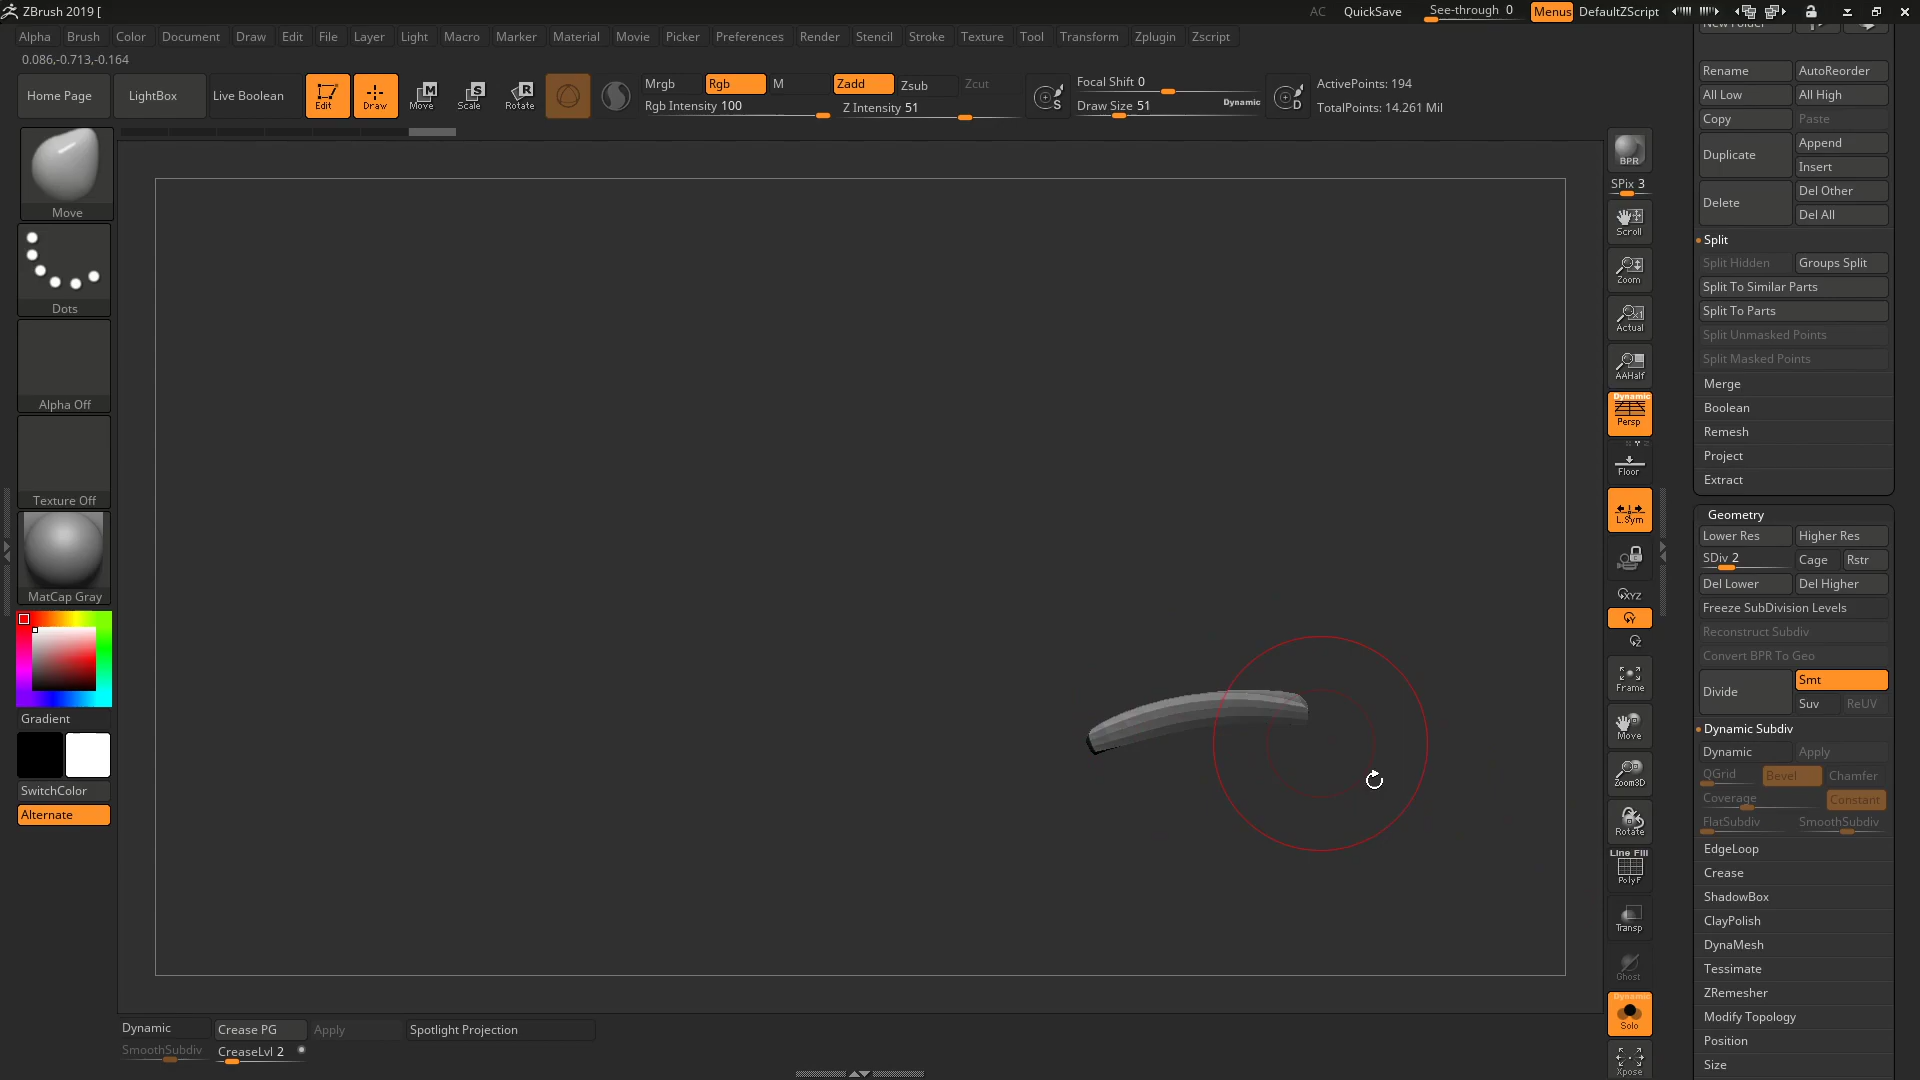 ZBrush 2019 [
AC QuickSave See-through 0 Menus DefaultZScript
Alpha Brush Color Document Draw Edit File Layer Light Macro Marker Material Movie Picker Preferences Render Stencil Stroke Texture Tool Transform Zplugin Zscript
0.086,-0.713,-0.164
Home Page LightBox Live Boolean Edit Draw Move Scale Rotate
Mrgb Rgb M Zadd Zsub Zcut
Rgb Intensity 100 Z Intensity 51
Focal Shift 0
Draw Size 51 Dynamic
ActivePoints: 194
TotalPoints: 14.261 Mil
Move
Dots
Alpha Off
Texture Off
MatCap Gray
Gradient
SwitchColor
Alternate
BPR
SPix 3
Scroll
Zoom
Actual
AAHalf
Dynamic
Persp
Floor
L.Sym
XYZ
Y
Z
Frame
Move
Zoom3D
Rotate
Line Fill
PolyF
Transp
Ghost
Dynamic
Solo
Xpose
New Folder
Rename AutoReorder
All Low All High
Copy Paste
Duplicate Append
Insert
Delete Del Other
Del All
Split
Split Hidden Groups Split
Split To Similar Parts
Split To Parts
Split Unmasked Points
Split Masked Points
Merge
Boolean
Remesh
Project
Extract
Geometry
Lower Res Higher Res
SDiv 2 Cage Rstr
Del Lower Del Higher
Freeze SubDivision Levels
Reconstruct Subdiv
Convert BPR To Geo
Divide Smt
Suv ReUV
Dynamic Subdiv
Dynamic Apply
QGrid Bevel Chamfer
Coverage Constant
FlatSubdiv SmoothSubdiv
EdgeLoop
Crease
ShadowBox
ClayPolish
DynaMesh
Tessimate
ZRemesher
Modify Topology
Position
Size
Dynamic Crease PG Apply Spotlight Projection
SmoothSubdiv CreaseLvl 2